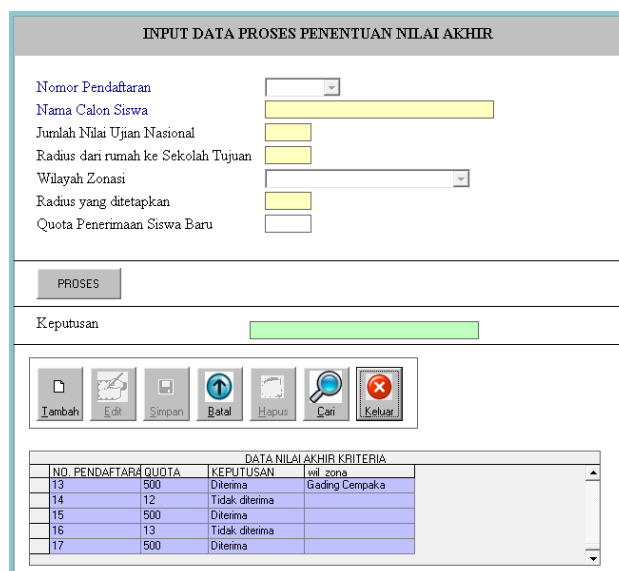 INPUT DATA PROSES PENENTUAN NILAI AKHIR
Nomor Pendaftaran
Nama Calon Siswa
Jumlah Nilai Ujian Nasional
Radius dari rumah ke Sekolah Tujuan
Wilayah Zonasi
Radius yang ditetapkan
Quota Penerimaan Siswa Baru
PROSES
Keputusan
Tambah Edit Simpan Batal Hapus Cari Keluar
DATA NILAI AKHIR KRITERIA
NO. PENDAFTARA QUOTA KEPUTUSAN wil_zona
13 500 Diterima Gading Cempaka
14 12 Tidak diterima
15 500 Diterima
16 13 Tidak diterima
17 500 Diterima